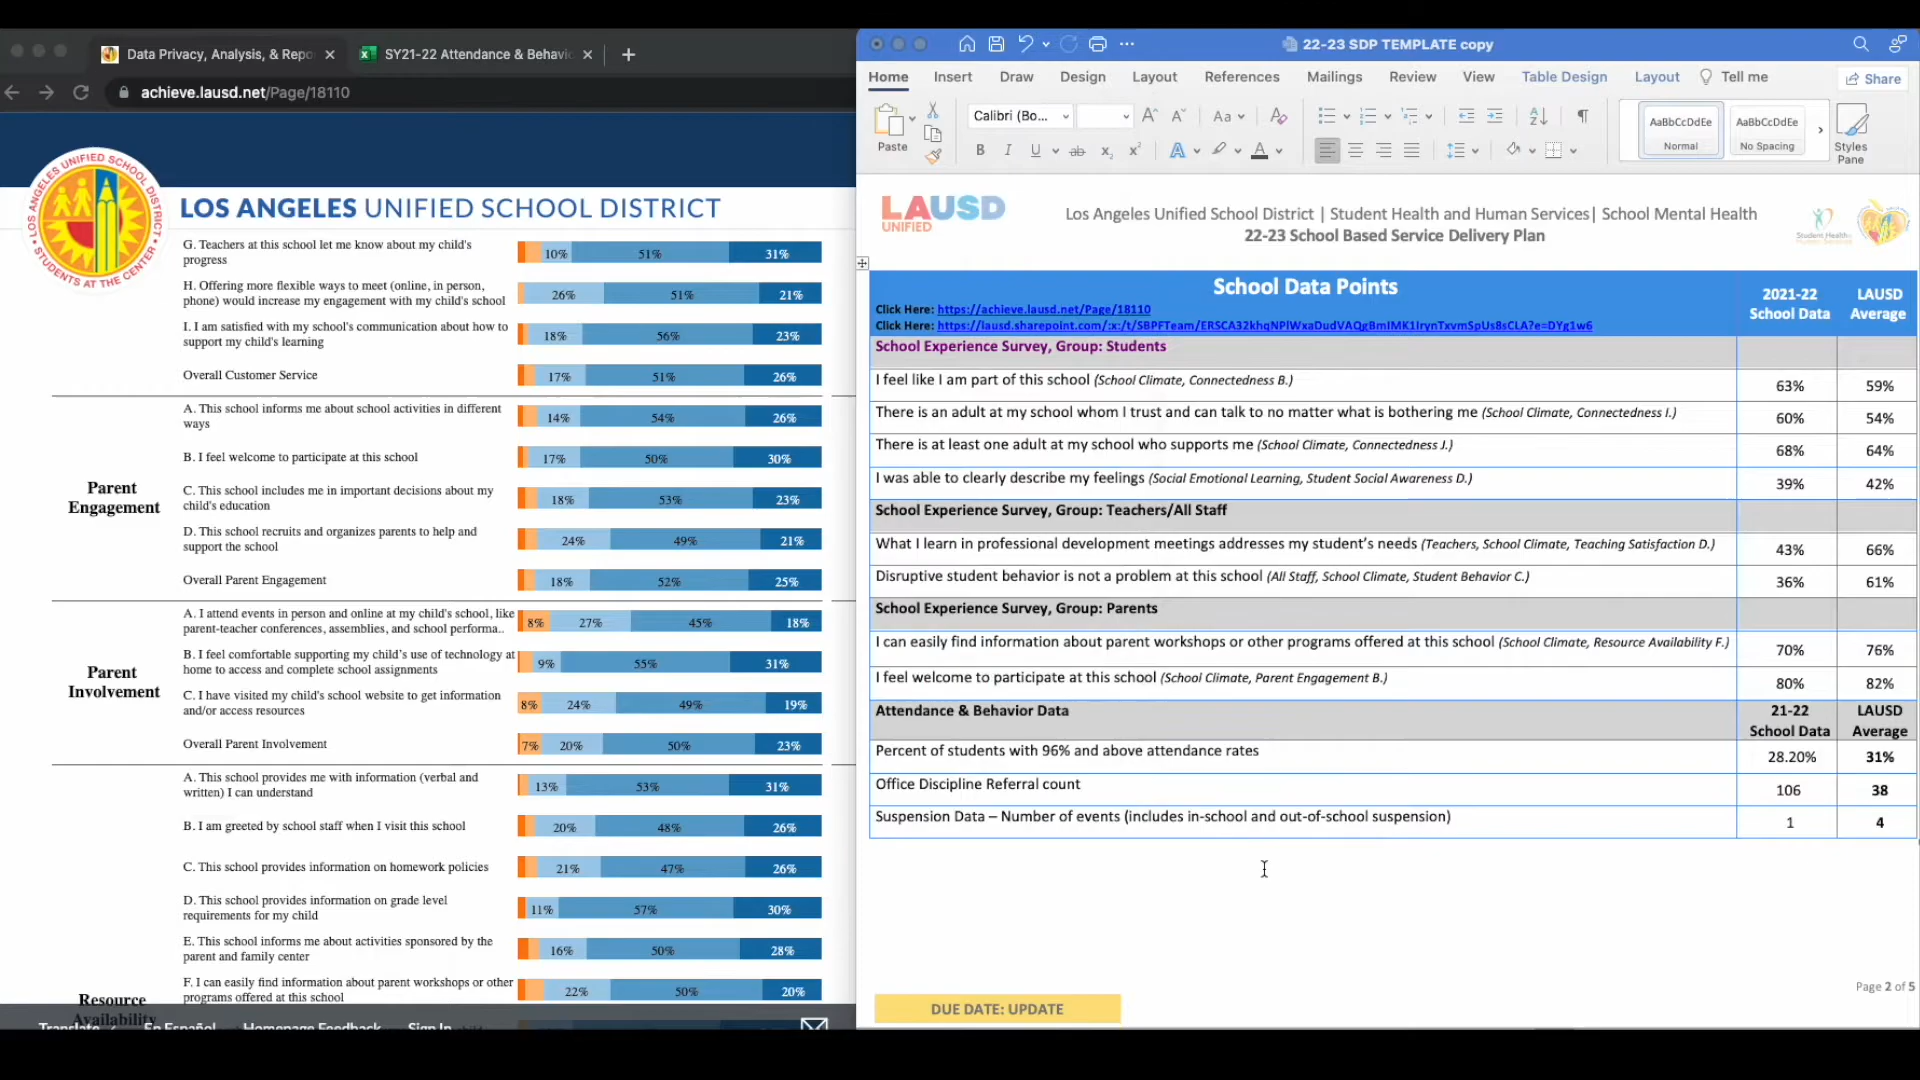 Data Privacy, Analysis, & Repo
SY21-22 Attendance & Behavi
achieve.lausd.net/Page/18110
LOS ANGELES UNIFIED SCHOOL DISTRICT
LOS ANGELES UNIFIED SCHOOL DISTRICT
• STUDENTS AT THE CENTER •
G. Teachers at this school let me know about my child's
progress
10% 51% 31%
H. Offering more flexible ways to meet (online, in person,
phone) would increase my engagement with my child's school
26% 51% 21%
I. I am satisfied with my school's communication about how to
support my child's learning
18% 56% 23%
Overall Customer Service
17% 51% 26%
Parent
Engagement
A. This school informs me about school activities in different
ways
14% 54% 26%
B. I feel welcome to participate at this school
17% 50% 30%
C. This school includes me in important decisions about my
child's education
18% 53% 23%
D. This school recruits and organizes parents to help and
support the school
24% 49% 21%
Overall Parent Engagement
18% 52% 25%
Parent
Involvement
A. I attend events in person and online at my child's school, like
parent-teacher conferences, assemblies, and school performa..
8% 27% 45% 18%
B. I feel comfortable supporting my child's use of technology at
home to access and complete school assignments
9% 55% 31%
C. I have visited my child's school website to get information
and/or access resources
8% 24% 49% 19%
Overall Parent Involvement
7% 20% 50% 23%
Resource
Availability
A. This school provides me with information (verbal and
written) I can understand
13% 53% 31%
B. I am greeted by school staff when I visit this school
20% 48% 26%
C. This school provides information on homework policies
21% 47% 26%
D. This school provides information on grade level
requirements for my child
11% 57% 30%
E. This school informs me about activities sponsored by the
parent and family center
16% 50% 28%
F. I can easily find information about parent workshops or other
programs offered at this school
22% 50% 20%
Translate En Español Homepage Feedback Sign In
22-23 SDP TEMPLATE copy
Home Insert Draw Design Layout References Mailings Review View Table Design Layout Tell me Share
Paste
Calibri (Bo...
AaBbCcDdEe
Normal
AaBbCcDdEe
No Spacing
Styles
Pane
LAUSD
UNIFIED
Los Angeles Unified School District | Student Health and Human Services| School Mental Health
22-23 School Based Service Delivery Plan
School Data Points
Click Here: https://achieve.lausd.net/Page/18110
Click Here: https://lausd.sharepoint.com/:x:/t/SBPFTeam/ERSCA32khqNPlWxaDudVAQgBmIMK1IrynTxvmSpUs8sCLA?e=DYg1w6
2021-22
School Data
LAUSD
Average
School Experience Survey, Group: Students
I feel like I am part of this school (School Climate, Connectedness B.) 63% 59%
There is an adult at my school whom I trust and can talk to no matter what is bothering me (School Climate, Connectedness I.) 60% 54%
There is at least one adult at my school who supports me (School Climate, Connectedness J.) 68% 64%
I was able to clearly describe my feelings (Social Emotional Learning, Student Social Awareness D.) 39% 42%
School Experience Survey, Group: Teachers/All Staff
What I learn in professional development meetings addresses my student's needs (Teachers, School Climate, Teaching Satisfaction D.) 43% 66%
Disruptive student behavior is not a problem at this school (All Staff, School Climate, Student Behavior C.) 36% 61%
School Experience Survey, Group: Parents
I can easily find information about parent workshops or other programs offered at this school (School Climate, Resource Availability F.) 70% 76%
I feel welcome to participate at this school (School Climate, Parent Engagement B.) 80% 82%
Attendance & Behavior Data
21-22
School Data
LAUSD
Average
Percent of students with 96% and above attendance rates 28.20% 31%
Office Discipline Referral count 106 38
Suspension Data – Number of events (includes in-school and out-of-school suspension) 1 4
Page 2 of 5
DUE DATE: UPDATE